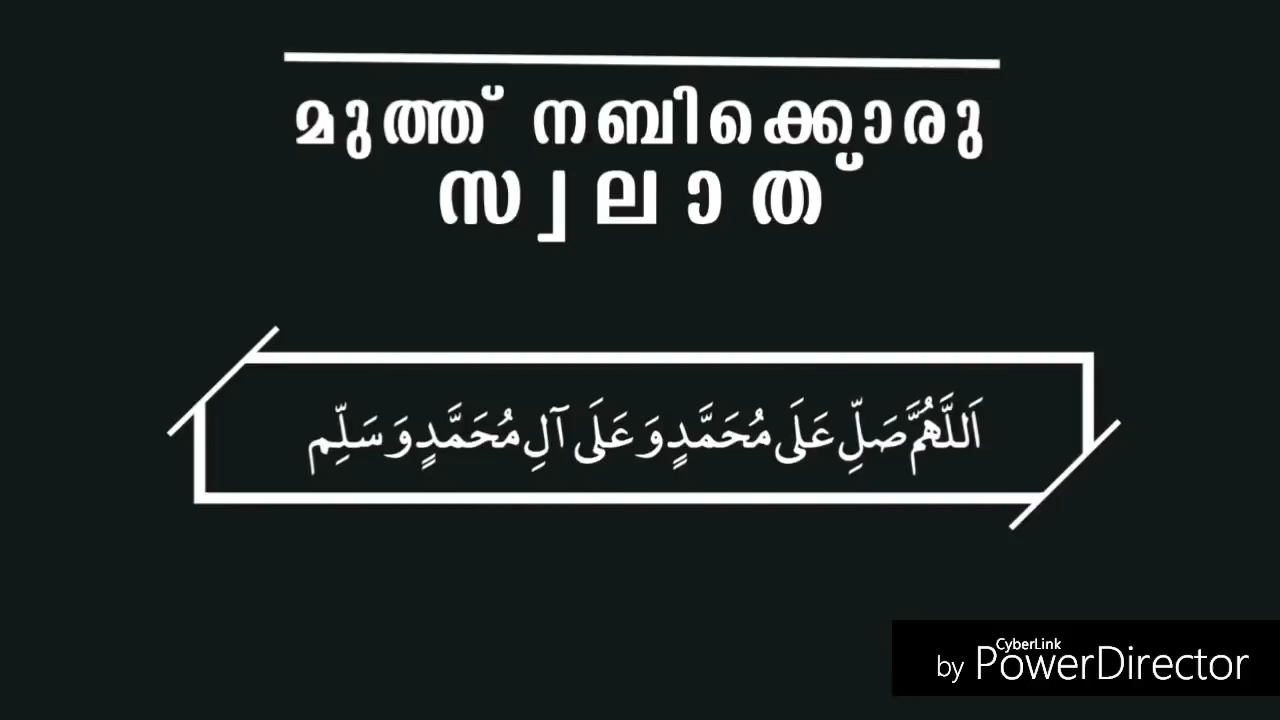 മുത്ത് നബിക്കൊരു
സ്വലാത്
اَللَّهُمَّ صَلِّ عَلَى مُحَمَّدٍ وَ عَلَى آلِ مُحَمَّدٍ وَ سَلِّم
CyberLink
by PowerDirector